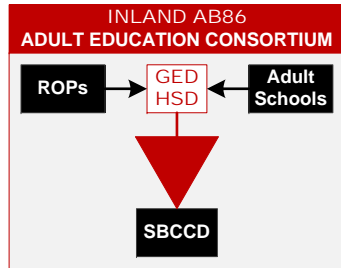 INLAND AB86
ADULT EDUCATION CONSORTIUM
ROPs
GED
HSD
Adult
Schools
SBCCD